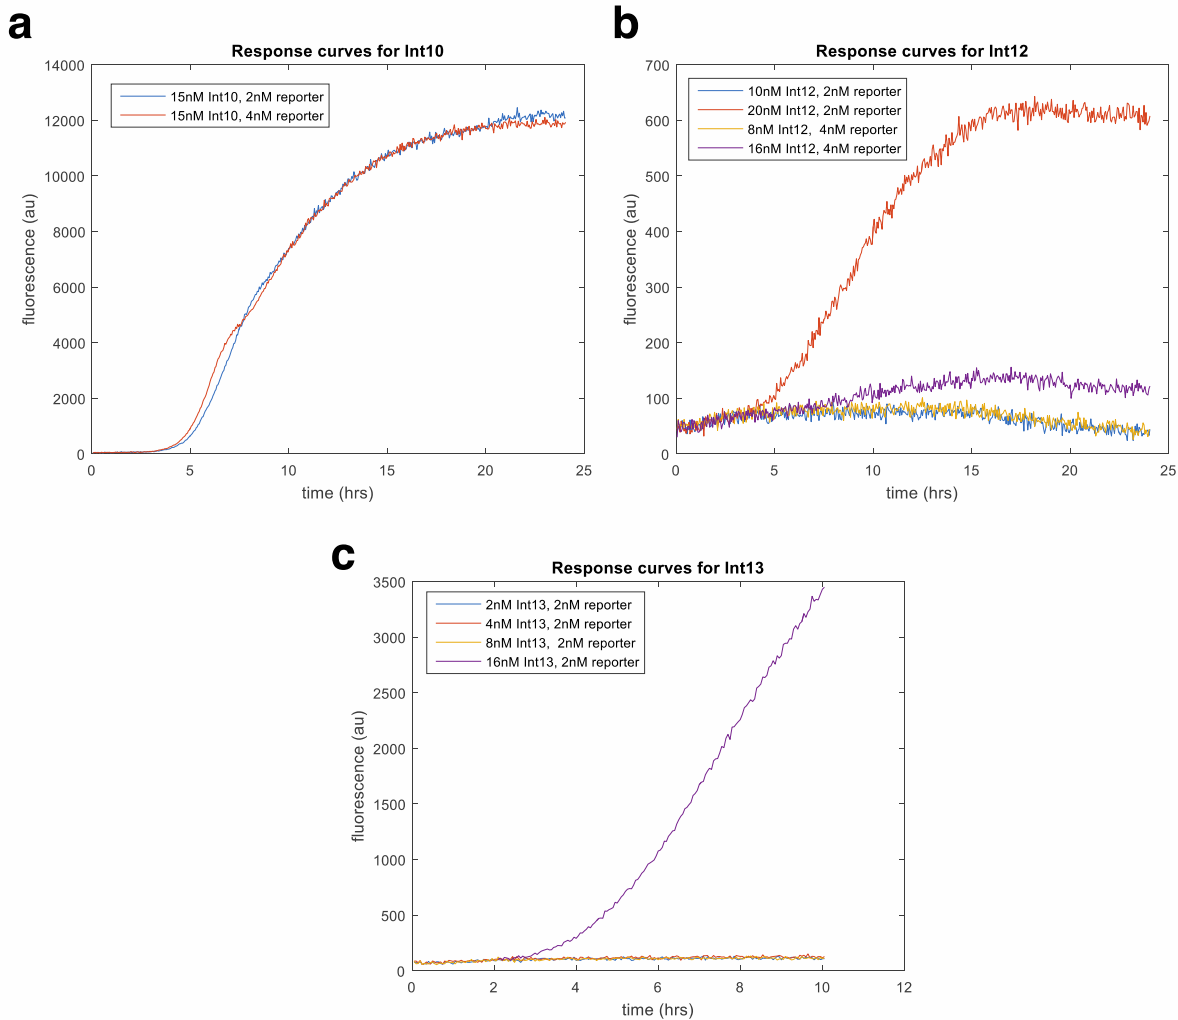 a
Response curves for Int10
14000
12000
10000
8000
6000
4000
2000
0
fluorescence (au)
15nM Int10, 2nM reporter
15nM Int10, 4nM reporter
0 5 10 15 20 25
time (hrs)
b
Response curves for Int12
700
600
500
400
300
200
100
0
fluorescence (au)
10nM Int12, 2nM reporter
20nM Int12, 2nM reporter
8nM Int12, 4nM reporter
16nM Int12, 4nM reporter
0 5 10 15 20 25
time (hrs)
c
Response curves for Int13
3500
3000
2500
2000
1500
1000
500
0
fluorescence (au)
2nM Int13, 2nM reporter
4nM Int13, 2nM reporter
8nM Int13, 2nM reporter
16nM Int13, 2nM reporter
0 2 4 6 8 10 12
time (hrs)